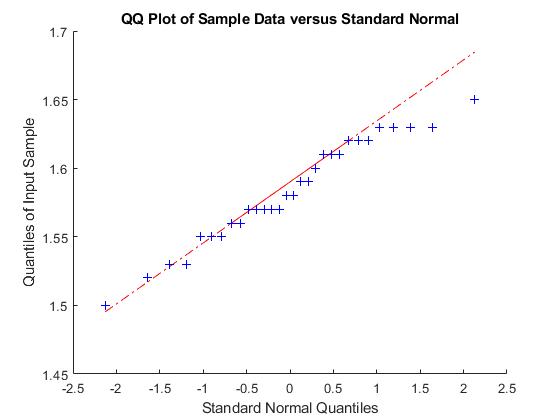 QQ Plot of Sample Data versus Standard Normal
1.7
1.65
1.6
1.55
1.5
1.45
Quantiles of Input Sample
-2.5 -2 -1.5 -1 -0.5 0 0.5 1 1.5 2 2.5
Standard Normal Quantiles